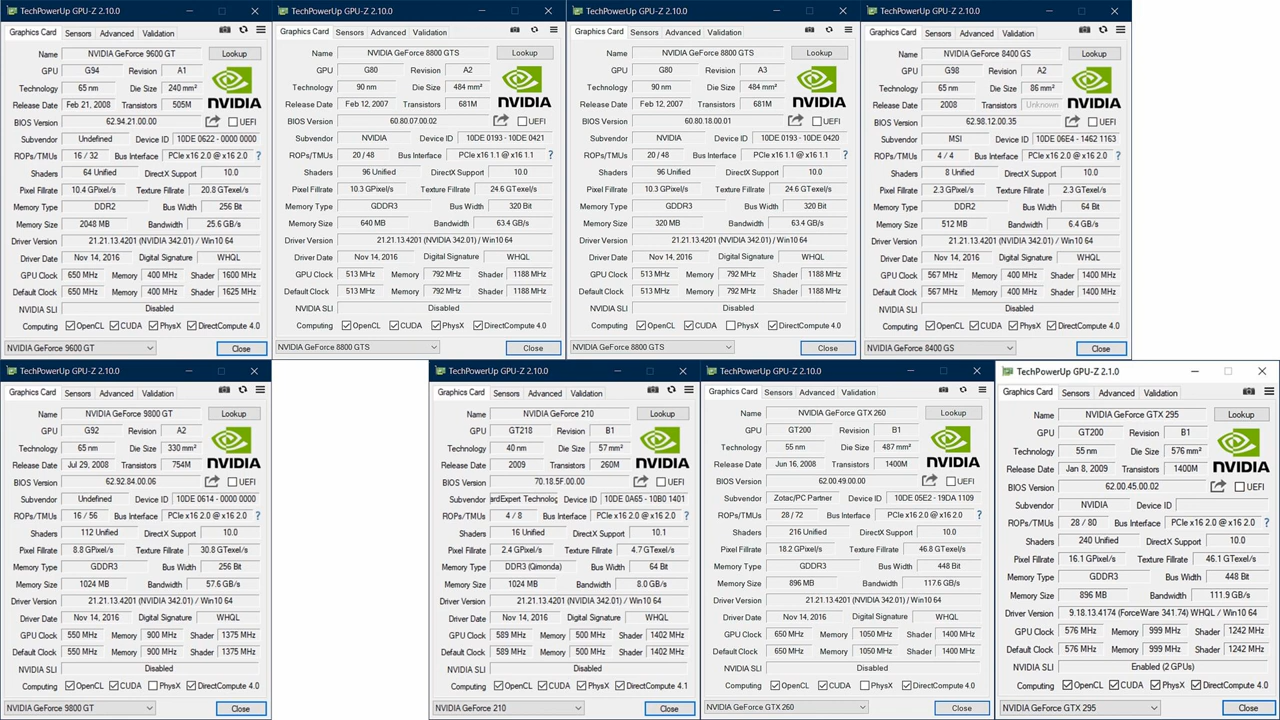 TechPowerUp GPU-Z 2.10.0
Graphics Card Sensors Advanced Validation
Name NVIDIA GeForce 9600 GT Lookup
GPU G94 Revision A1
Technology 65 nm Die Size 240 mm²
Release Date Feb 21, 2008 Transistors 505M
NVIDIA
BIOS Version 62.94.21.00.00 UEFI
Subvendor Undefined Device ID 10DE 0622 - 0000 0000
ROPs/TMUs 16 / 32 Bus Interface PCIe x16 2.0 @ x16 2.0 ?
Shaders 64 Unified DirectX Support 10.0
Pixel Fillrate 10.4 GPixel/s Texture Fillrate 20.8 GTexel/s
Memory Type DDR2 Bus Width 256 Bit
Memory Size 2048 MB Bandwidth 25.6 GB/s
Driver Version 21.21.13.4201 (NVIDIA 342.01) / Win10 64
Driver Date Nov 14, 2016 Digital Signature WHQL
GPU Clock 650 MHz Memory 400 MHz Shader 1600 MHz
Default Clock 650 MHz Memory 400 MHz Shader 1625 MHz
NVIDIA SLI Disabled
Computing OpenCL CUDA PhysX DirectCompute 4.0
NVIDIA GeForce 9600 GT Close
TechPowerUp GPU-Z 2.10.0
Graphics Card Sensors Advanced Validation
Name NVIDIA GeForce 8800 GTS Lookup
GPU G80 Revision A2
Technology 90 nm Die Size 484 mm²
Release Date Feb 12, 2007 Transistors 681M
NVIDIA
BIOS Version 60.80.07.00.02 UEFI
Subvendor NVIDIA Device ID 10DE 0193 - 10DE 0421
ROPs/TMUs 20 / 48 Bus Interface PCIe x16 1.1 @ x16 1.1 ?
Shaders 96 Unified DirectX Support 10.0
Pixel Fillrate 10.3 GPixel/s Texture Fillrate 24.6 GTexel/s
Memory Type GDDR3 Bus Width 320 Bit
Memory Size 640 MB Bandwidth 63.4 GB/s
Driver Version 21.21.13.4201 (NVIDIA 342.01) / Win10 64
Driver Date Nov 14, 2016 Digital Signature WHQL
GPU Clock 513 MHz Memory 792 MHz Shader 1188 MHz
Default Clock 513 MHz Memory 792 MHz Shader 1188 MHz
NVIDIA SLI Disabled
Computing OpenCL CUDA PhysX DirectCompute 4.0
NVIDIA GeForce 8800 GTS Close
TechPowerUp GPU-Z 2.10.0
Graphics Card Sensors Advanced Validation
Name NVIDIA GeForce 8800 GTS Lookup
GPU G80 Revision A3
Technology 90 nm Die Size 484 mm²
Release Date Feb 12, 2007 Transistors 681M
NVIDIA
BIOS Version 60.80.18.00.01 UEFI
Subvendor NVIDIA Device ID 10DE 0193 - 10DE 0420
ROPs/TMUs 20 / 48 Bus Interface PCIe x16 1.1 @ x16 1.1 ?
Shaders 96 Unified DirectX Support 10.0
Pixel Fillrate 10.3 GPixel/s Texture Fillrate 24.6 GTexel/s
Memory Type GDDR3 Bus Width 320 Bit
Memory Size 320 MB Bandwidth 63.4 GB/s
Driver Version 21.21.13.4201 (NVIDIA 342.01) / Win10 64
Driver Date Nov 14, 2016 Digital Signature WHQL
GPU Clock 513 MHz Memory 792 MHz Shader 1188 MHz
Default Clock 513 MHz Memory 792 MHz Shader 1188 MHz
NVIDIA SLI Disabled
Computing OpenCL CUDA PhysX DirectCompute 4.0
NVIDIA GeForce 8800 GTS Close
TechPowerUp GPU-Z 2.10.0
Graphics Card Sensors Advanced Validation
Name NVIDIA GeForce 8400 GS Lookup
GPU G98 Revision A2
Technology 65 nm Die Size 86 mm²
Release Date 2008 Transistors Unknown
NVIDIA
BIOS Version 62.98.12.00.35 UEFI
Subvendor MSI Device ID 10DE 06E4 - 1462 1163
ROPs/TMUs 4 / 4 Bus Interface PCIe x16 2.0 @ x16 2.0 ?
Shaders 8 Unified DirectX Support 10.0
Pixel Fillrate 2.3 GPixel/s Texture Fillrate 2.3 GTexel/s
Memory Type DDR2 Bus Width 64 Bit
Memory Size 512 MB Bandwidth 6.4 GB/s
Driver Version 21.21.13.4201 (NVIDIA 342.01) / Win10 64
Driver Date Nov 14, 2016 Digital Signature WHQL
GPU Clock 567 MHz Memory 400 MHz Shader 1400 MHz
Default Clock 567 MHz Memory 400 MHz Shader 1400 MHz
NVIDIA SLI Disabled
Computing OpenCL CUDA PhysX DirectCompute 4.0
NVIDIA GeForce 8400 GS Close
TechPowerUp GPU-Z 2.10.0
Graphics Card Sensors Advanced Validation
Name NVIDIA GeForce 9800 GT Lookup
GPU G92 Revision A2
Technology 65 nm Die Size 330 mm²
Release Date Jul 29, 2008 Transistors 754M
NVIDIA
BIOS Version 62.92.84.00.06 UEFI
Subvendor Undefined Device ID 10DE 0614 - 0000 0000
ROPs/TMUs 16 / 56 Bus Interface PCIe x16 2.0 @ x16 2.0 ?
Shaders 112 Unified DirectX Support 10.0
Pixel Fillrate 8.8 GPixel/s Texture Fillrate 30.8 GTexel/s
Memory Type GDDR3 Bus Width 256 Bit
Memory Size 1024 MB Bandwidth 57.6 GB/s
Driver Version 21.21.13.4201 (NVIDIA 342.01) / Win10 64
Driver Date Nov 14, 2016 Digital Signature WHQL
GPU Clock 550 MHz Memory 900 MHz Shader 1375 MHz
Default Clock 550 MHz Memory 900 MHz Shader 1375 MHz
NVIDIA SLI Disabled
Computing OpenCL CUDA PhysX DirectCompute 4.0
NVIDIA GeForce 9800 GT Close
TechPowerUp GPU-Z 2.10.0
Graphics Card Sensors Advanced Validation
Name NVIDIA GeForce 210 Lookup
GPU GT218 Revision B1
Technology 40 nm Die Size 57 mm²
Release Date 2009 Transistors 260M
NVIDIA
BIOS Version 70.18.5F.00.00 UEFI
Subvendor ardExpert Technolog Device ID 10DE 0A65 - 10B0 1401
ROPs/TMUs 4 / 8 Bus Interface PCIe x16 2.0 @ x16 2.0 ?
Shaders 16 Unified DirectX Support 10.1
Pixel Fillrate 2.4 GPixel/s Texture Fillrate 4.7 GTexel/s
Memory Type DDR3 (Qimonda) Bus Width 64 Bit
Memory Size 1024 MB Bandwidth 8.0 GB/s
Driver Version 21.21.13.4201 (NVIDIA 342.01) / Win10 64
Driver Date Nov 14, 2016 Digital Signature WHQL
GPU Clock 589 MHz Memory 500 MHz Shader 1402 MHz
Default Clock 589 MHz Memory 500 MHz Shader 1402 MHz
NVIDIA SLI Disabled
Computing OpenCL CUDA PhysX DirectCompute 4.1
NVIDIA GeForce 210 Close
TechPowerUp GPU-Z 2.10.0
Graphics Card Sensors Advanced Validation
Name NVIDIA GeForce GTX 260 Lookup
GPU GT200 Revision B1
Technology 55 nm Die Size 487 mm²
Release Date Jun 16, 2008 Transistors 1400M
NVIDIA
BIOS Version 62.00.49.00.00 UEFI
Subvendor Zotac/PC Partner Device ID 10DE 05E2 - 19DA 1109
ROPs/TMUs 28 / 72 Bus Interface PCIe x16 2.0 @ x16 2.0 ?
Shaders 216 Unified DirectX Support 10.0
Pixel Fillrate 18.2 GPixel/s Texture Fillrate 46.8 GTexel/s
Memory Type GDDR3 Bus Width 448 Bit
Memory Size 896 MB Bandwidth 117.6 GB/s
Driver Version 21.21.13.4201 (NVIDIA 342.01) / Win10 64
Driver Date Nov 14, 2016 Digital Signature WHQL
GPU Clock 650 MHz Memory 1050 MHz Shader 1400 MHz
Default Clock 650 MHz Memory 1050 MHz Shader 1400 MHz
NVIDIA SLI Disabled
Computing OpenCL CUDA PhysX DirectCompute 4.0
NVIDIA GeForce GTX 260 Close
TechPowerUp GPU-Z 2.1.0
Graphics Card Sensors Advanced Validation
Name NVIDIA GeForce GTX 295 Lookup
GPU GT200 Revision B1
Technology 55 nm Die Size 576 mm²
Release Date Jan 8, 2009 Transistors 1400M
NVIDIA
BIOS Version 62.00.45.00.02 UEFI
Subvendor NVIDIA Device ID
ROPs/TMUs 28 / 80 Bus Interface PCIe x16 2.0 @ x16 2.0 ?
Shaders 240 Unified DirectX Support 10.0
Pixel Fillrate 16.1 GPixel/s Texture Fillrate 46.1 GTexel/s
Memory Type GDDR3 Bus Width 448 Bit
Memory Size 896 MB Bandwidth 111.9 GB/s
Driver Version 9.18.13.4174 (ForceWare 341.74) WHQL / Win10 64
GPU Clock 576 MHz Memory 999 MHz Shader 1242 MHz
Default Clock 576 MHz Memory 999 MHz Shader 1242 MHz
NVIDIA SLI Enabled (2 GPUs)
Computing OpenCL CUDA PhysX DirectCompute 4.0
NVIDIA GeForce GTX 295 Close